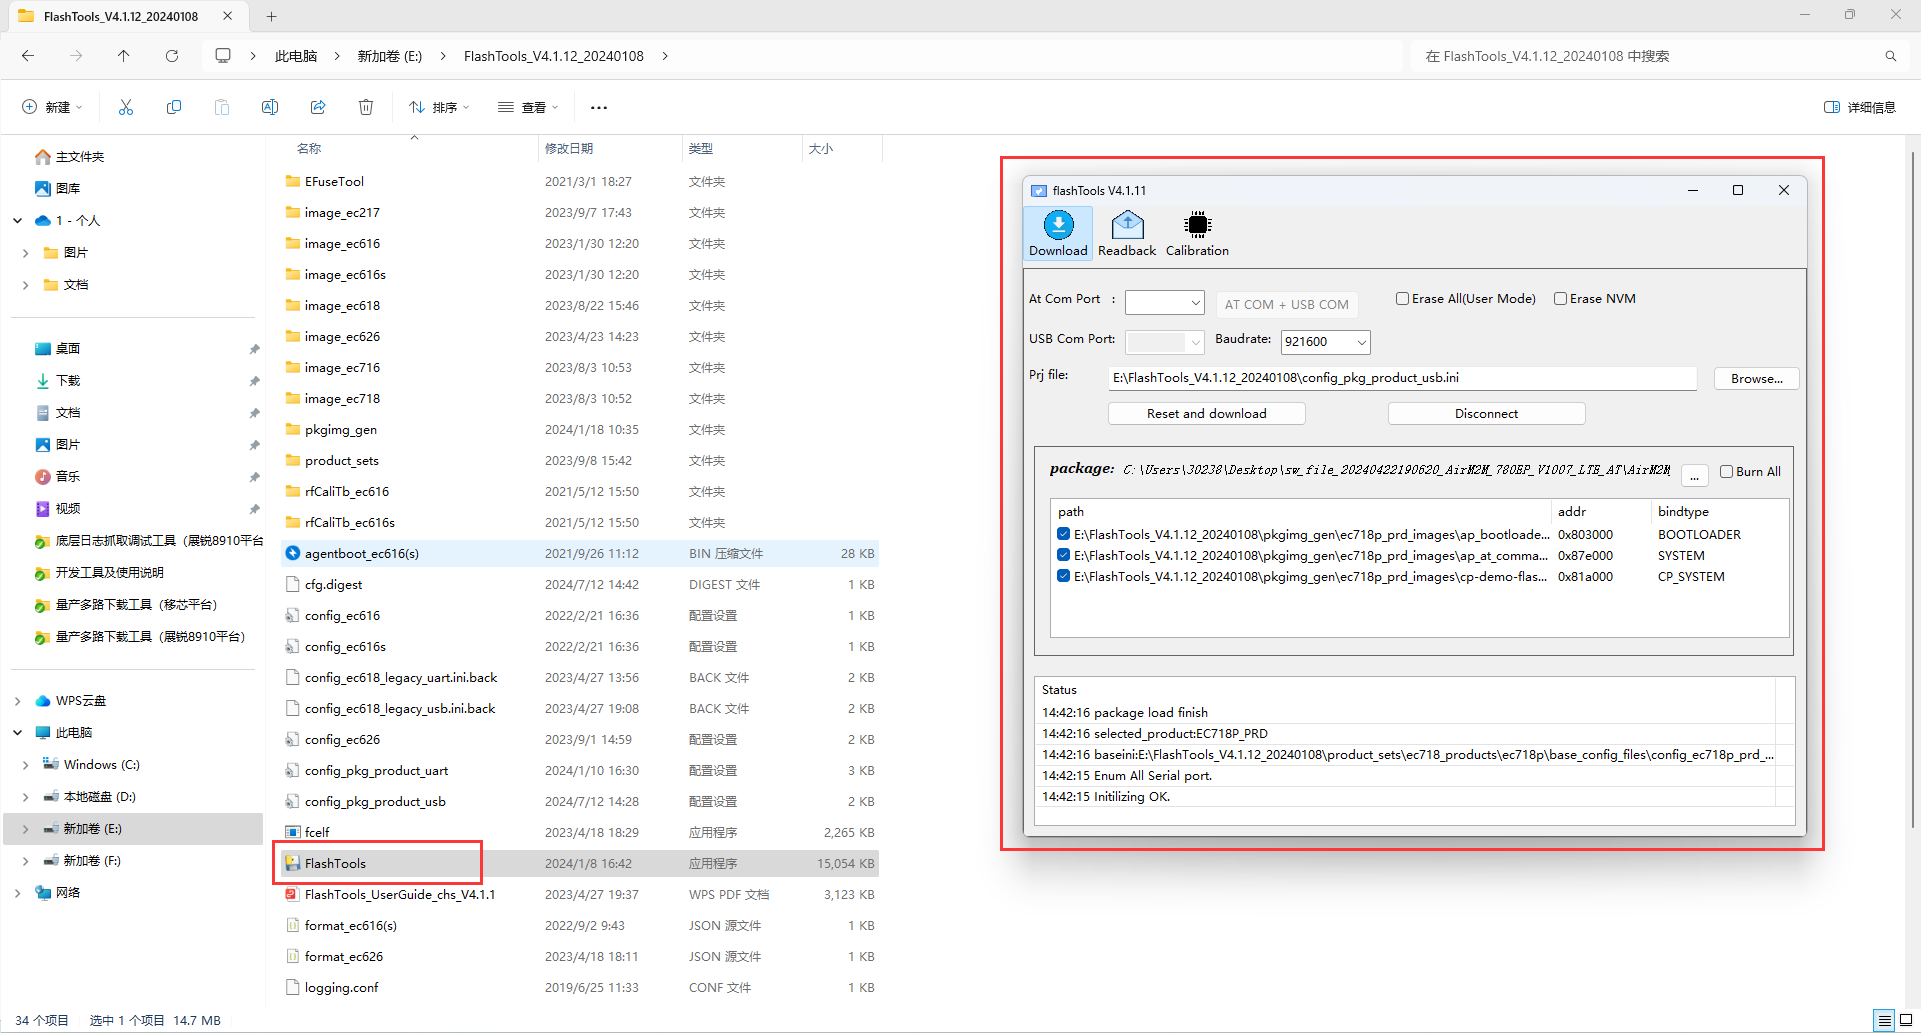 FlashTools_V4.1.12_20240108
此电脑 新加卷 (E:) FlashTools_V4.1.12_20240108
在 FlashTools_V4.1.12_20240108 中搜索
新建 排序 查看 ••• 详细信息
主文件夹
图库
1 - 个人
图片
文档
桌面
下载
文档
图片
音乐
视频
底层日志抓取调试工具（展锐8910平台
开发工具及使用说明
量产多路下载工具（移芯平台）
量产多路下载工具（展锐8910平台）
WPS云盘
此电脑
Windows (C:)
本地磁盘 (D:)
新加卷 (E:)
新加卷 (F:)
网络
名称 修改日期 类型 大小
EFuseTool 2021/3/1 18:27 文件夹
image_ec217 2023/9/7 17:43 文件夹
image_ec616 2023/1/30 12:20 文件夹
image_ec616s 2023/1/30 12:20 文件夹
image_ec618 2023/8/22 15:46 文件夹
image_ec626 2023/4/23 14:23 文件夹
image_ec716 2023/8/3 10:53 文件夹
image_ec718 2023/8/3 10:52 文件夹
pkgimg_gen 2024/1/18 10:35 文件夹
product_sets 2023/9/8 15:42 文件夹
rfCaliTb_ec616 2021/5/12 15:50 文件夹
rfCaliTb_ec616s 2021/5/12 15:50 文件夹
agentboot_ec616(s) 2021/9/26 11:12 BIN 压缩文件 28 KB
cfg.digest 2024/7/12 14:42 DIGEST 文件 1 KB
config_ec616 2022/2/21 16:36 配置设置 1 KB
config_ec616s 2022/2/21 16:36 配置设置 1 KB
config_ec618_legacy_uart.ini.back 2023/4/27 13:56 BACK 文件 2 KB
config_ec618_legacy_usb.ini.back 2023/4/27 19:08 BACK 文件 2 KB
config_ec626 2023/9/1 14:59 配置设置 2 KB
config_pkg_product_uart 2024/1/10 16:30 配置设置 3 KB
config_pkg_product_usb 2024/7/12 14:28 配置设置 2 KB
fcelf 2023/4/18 18:29 应用程序 2,265 KB
FlashTools 2024/1/8 16:42 应用程序 15,054 KB
FlashTools_UserGuide_chs_V4.1.1 2023/4/27 19:37 WPS PDF 文档 3,123 KB
format_ec616(s) 2022/9/2 9:43 JSON 源文件 1 KB
format_ec626 2023/4/18 18:11 JSON 源文件 1 KB
logging.conf 2019/6/25 11:33 CONF 文件 1 KB
34 个项目 选中 1 个项目 14.7 MB
flashTools V4.1.11
Download Readback Calibration
At Com Port : AT COM + USB COM Erase All(User Mode) Erase NVM
USB Com Port: Baudrate: 921600
Prj file: E:\FlashTools_V4.1.12_20240108\config_pkg_product_usb.ini Browse...
Reset and download Disconnect
package: C:\Users\30238\Desktop\sw_file_20240422190620_AirM2M_780EP_V1007_LTE_AT\AirM2M_ ... Burn All
path addr bindtype
E:\FlashTools_V4.1.12_20240108\pkgimg_gen\ec718p_prd_images\ap_bootloade... 0x803000 BOOTLOADER
E:\FlashTools_V4.1.12_20240108\pkgimg_gen\ec718p_prd_images\ap_at_comma... 0x87e000 SYSTEM
E:\FlashTools_V4.1.12_20240108\pkgimg_gen\ec718p_prd_images\cp-demo-flas... 0x81a000 CP_SYSTEM
Status
14:42:16 package load finish
14:42:16 selected_product:EC718P_PRD
14:42:16 baseini:E:\FlashTools_V4.1.12_20240108\product_sets\ec718_products\ec718p\base_config_files\config_ec718p_prd_...
14:42:15 Enum All Serial port.
14:42:15 Initilizing OK.